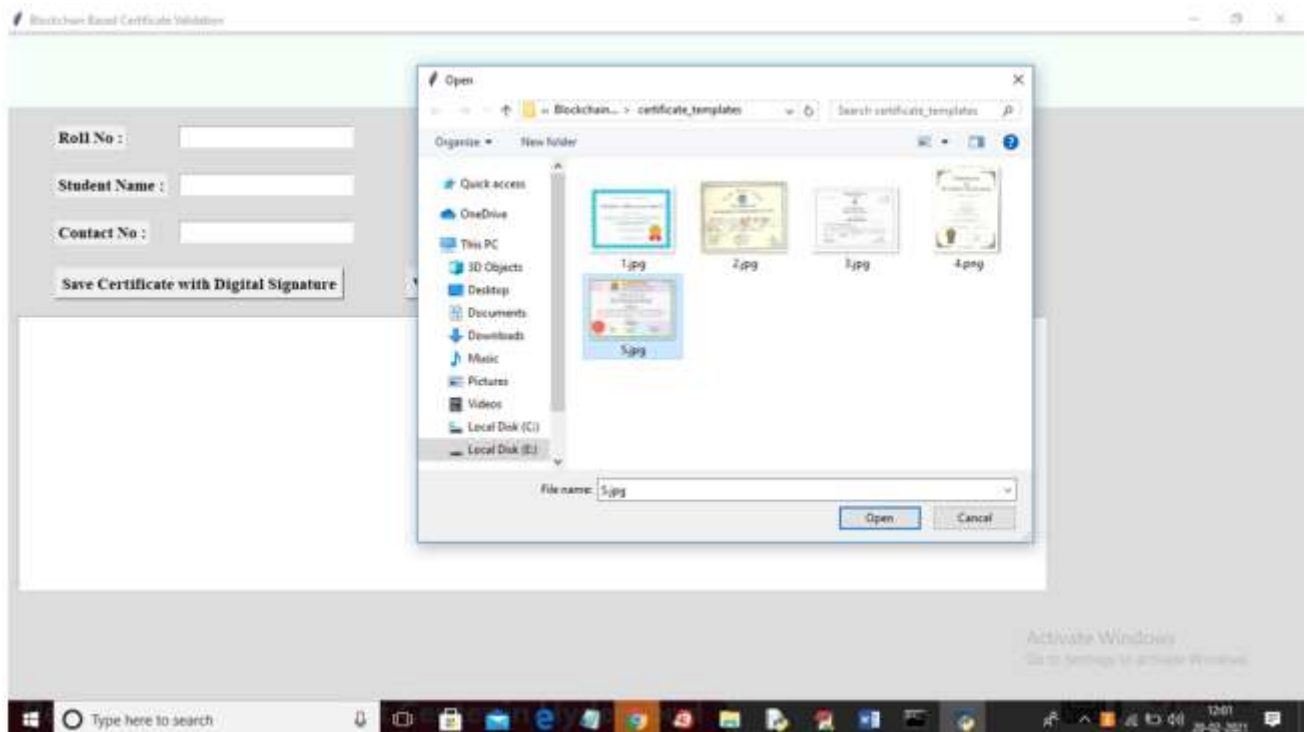 Blockchain Based Certificate Validation
Open
« Blockchain... › certificate_templates
Search certificate_templates
Organize
New folder
Roll No :
Student Name :
Contact No :
Save Certificate with Digital Signature
Quick access
OneDrive
This PC
3D Objects
Desktop
Documents
Downloads
Music
Pictures
Videos
Local Disk (C:)
Local Disk (E:)
1.jpg
2.jpg
3.jpg
4.png
5.jpg
File name:
5.jpg
Open
Cancel
Activate Windows
Go to Settings to activate Windows.
Type here to search
12:01
20-02-2021